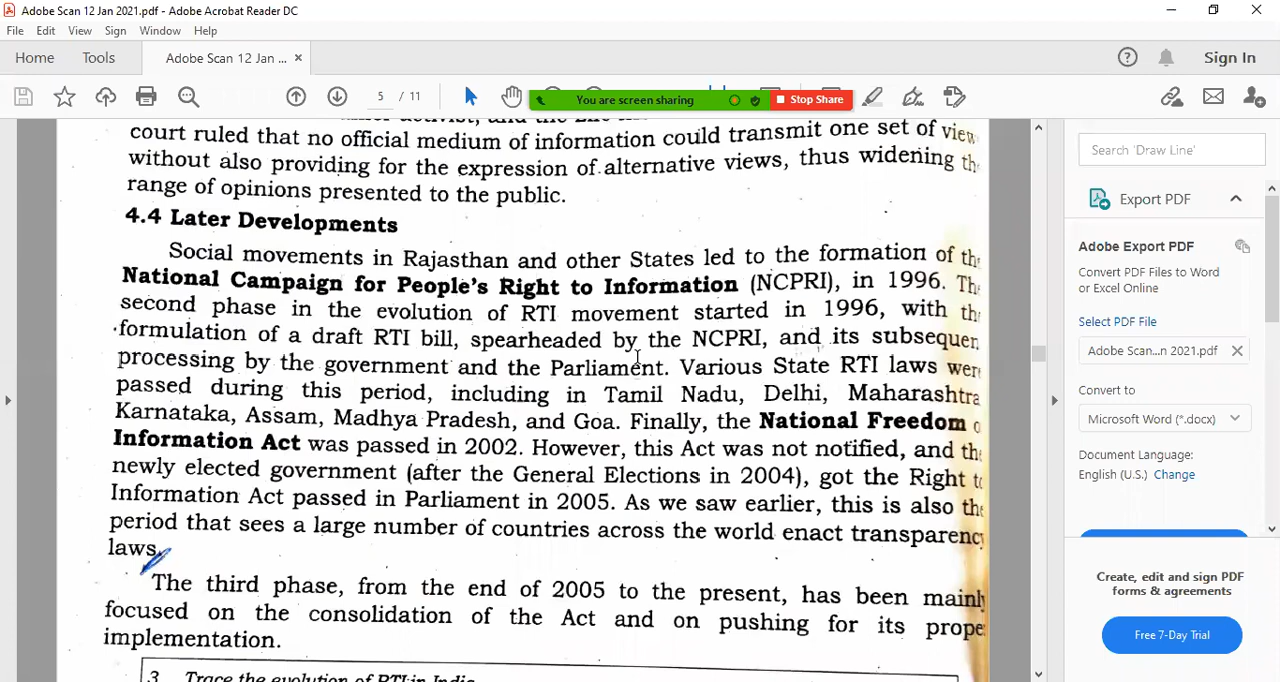 Adobe Scan 12 Jan 2021.pdf - Adobe Acrobat Reader DC
File Edit View Sign Window Help
Home Tools Adobe Scan 12 Jan ... × Sign In
5 / 11
You are screen sharing Stop Share
court ruled that no official medium of information could transmit one set of view
without also providing for the expression of alternative views, thus widening th
range of opinions presented to the public.
4.4 Later Developments
Social movements in Rajasthan and other States led to the formation of th
National Campaign for People's Right to Information (NCPRI), in 1996. Th
second phase in the evolution of RTI movement started in 1996, with th
formulation of a draft RTI bill, spearheaded by the NCPRI, and its subsequen
processing by the government and the Parliament. Various State RTI laws wer
passed during this period, including in Tamil Nadu, Delhi, Maharashtra
Karnataka, Assam, Madhya Pradesh, and Goa. Finally, the National Freedom o
Information Act was passed in 2002. However, this Act was not notified, and th
newly elected government (after the General Elections in 2004), got the Right t
Information Act passed in Parliament in 2005. As we saw earlier, this is also th
period that sees a large number of countries across the world enact transparency
laws.
The third phase, from the end of 2005 to the present, has been mainly
focused on the consolidation of the Act and on pushing for its prope
implementation.
3. Trace the evolution of RTI in India
Search 'Draw Line'
Export PDF
Adobe Export PDF
Convert PDF Files to Word
or Excel Online
Select PDF File
Adobe Scan...n 2021.pdf ×
Convert to
Microsoft Word (*.docx)
Document Language:
English (U.S.) Change
Create, edit and sign PDF
forms & agreements
Free 7-Day Trial